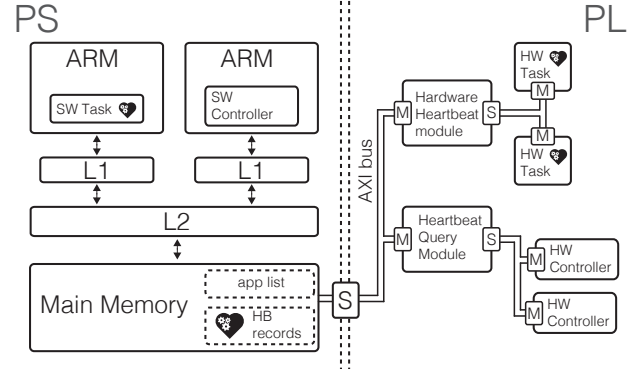 PS
PL
ARM
ARM
SW Task
SW
Controller
L1
L1
L2
Main Memory
app list
HB
records
S
AXI bus
M
Hardware
Heartbeat
module
S
HW
Task
M
M
HW
Task
M
Heartbeat
Query
Module
S
M
HW
Controller
M
HW
Controller